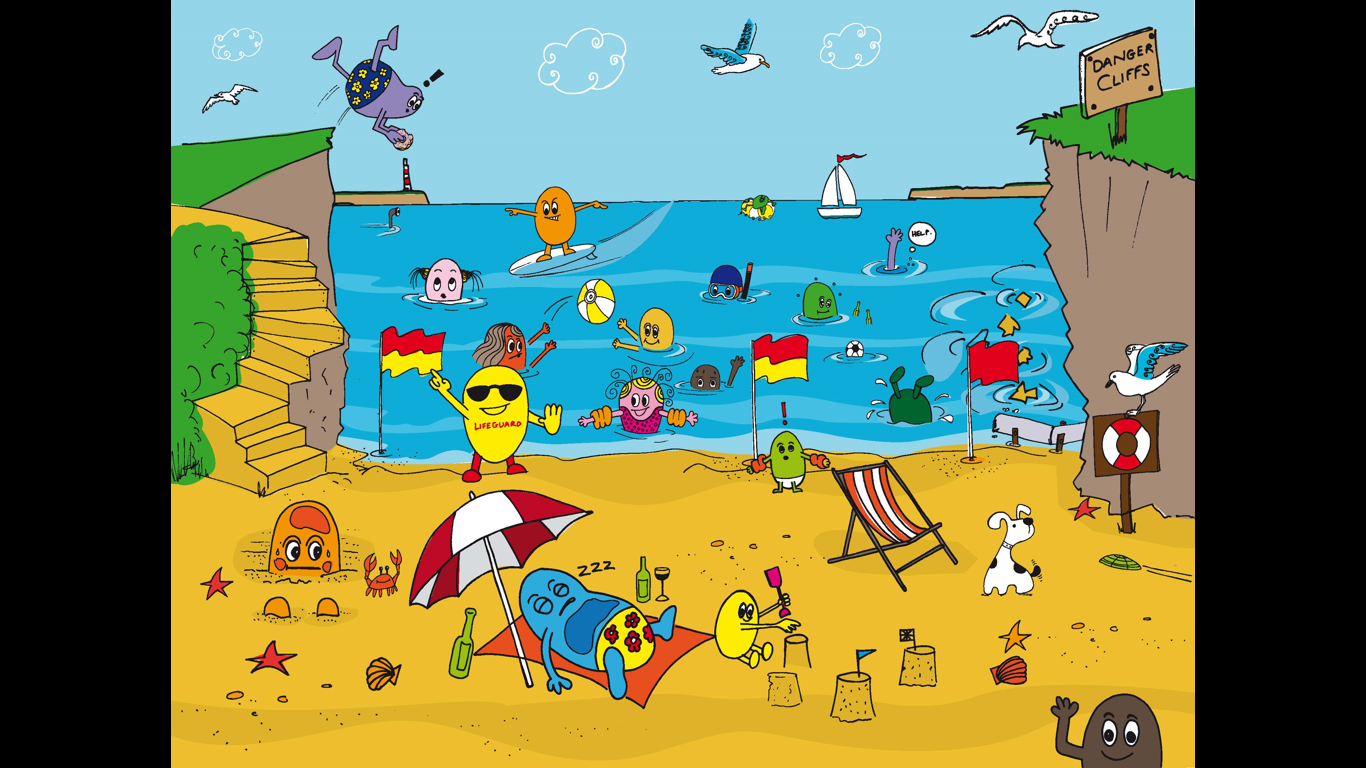 !
DANGER
CLIFFS
HELP.
LIFEGUARD
!
ZZZ